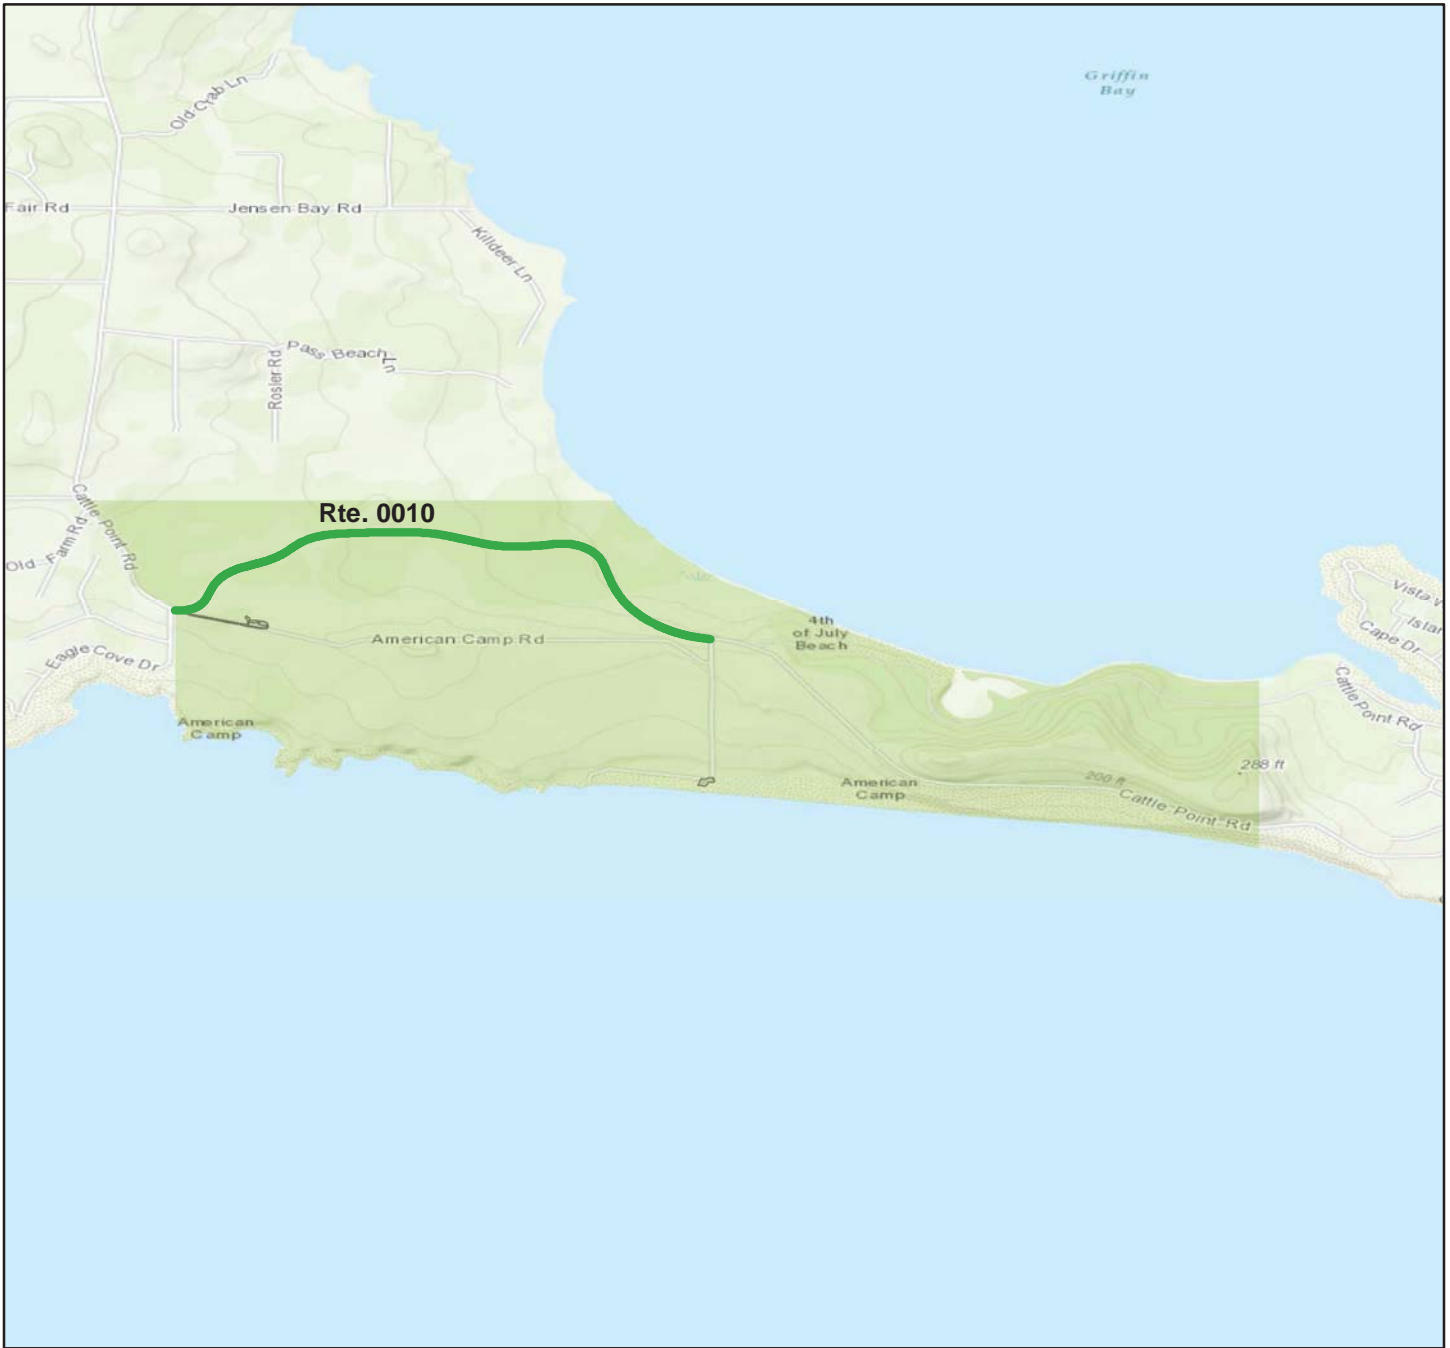 Griffin
Bay
Old Crab Ln
Fair Rd
Jensen Bay Rd
Killdeer Ln
Pass Beach Ln
Rosler Rd
Cattle Point Rd
Rte. 0010
Old Farm Rd
Vista
Cape Dr
4th
of July
Beach
American Camp Rd
Eagle Cove Dr
Cattle Point Rd
American
Camp
288 ft
American
Camp
200 ft
Cattle Point Rd